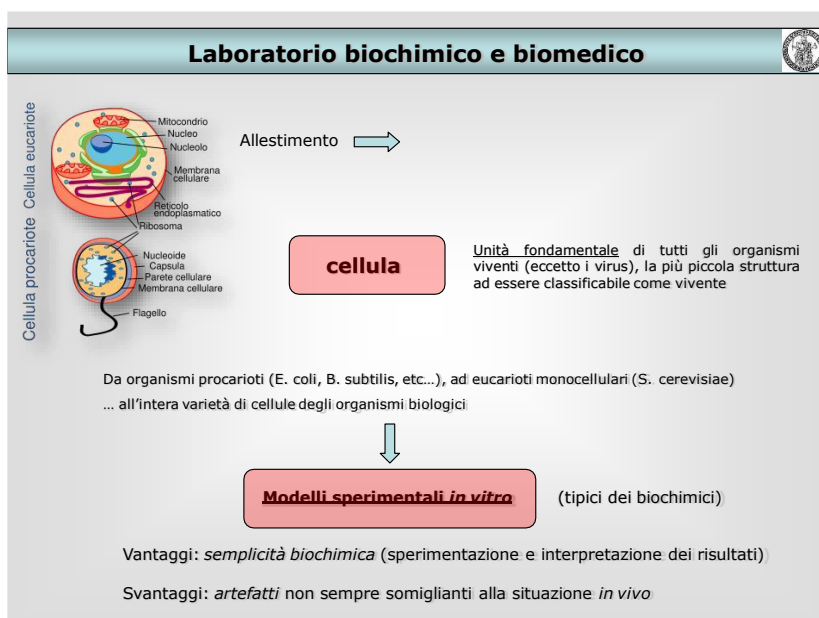 Laboratorio biochimico e biomedico
Cellula eucariote
Mitocondrio
Nucleo
Nucleolo
Membrana
cellulare
Reticolo
endoplasmatico
Ribosoma
Cellula procariote
Nucleoide
Capsula
Parete cellulare
Membrana cellulare
Flagello
Allestimento
cellula
Unità fondamentale di tutti gli organismi
viventi (eccetto i virus), la più piccola struttura
ad essere classificabile come vivente
Da organismi procarioti (E. coli, B. subtilis, etc…), ad eucarioti monocellulari (S. cerevisiae)
… all’intera varietà di cellule degli organismi biologici
Modelli sperimentali in vitro
(tipici dei biochimici)
Vantaggi: semplicità biochimica (sperimentazione e interpretazione dei risultati)
Svantaggi: artefatti non sempre somiglianti alla situazione in vivo